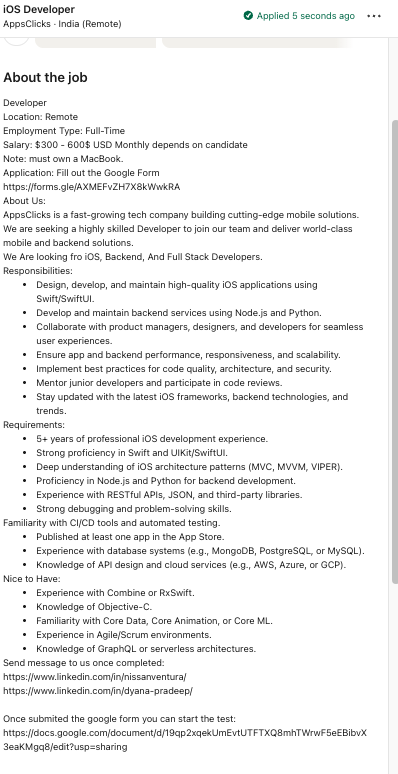 iOS Developer
AppsClicks · India (Remote)
Applied 5 seconds ago
About the job
Developer
Location: Remote
Employment Type: Full-Time
Salary: $300 - 600$ USD Monthly depends on candidate
Note: must own a MacBook.
Application: Fill out the Google Form
https://forms.gle/AXMEFvZH7X8kWwkRA
About Us:
AppsClicks is a fast-growing tech company building cutting-edge mobile solutions.
We are seeking a highly skilled Developer to join our team and deliver world-class
mobile and backend solutions.
We Are looking fro iOS, Backend, And Full Stack Developers.
Responsibilities:
• Design, develop, and maintain high-quality iOS applications using
Swift/SwiftUI.
• Develop and maintain backend services using Node.js and Python.
• Collaborate with product managers, designers, and developers for seamless
user experiences.
• Ensure app and backend performance, responsiveness, and scalability.
• Implement best practices for code quality, architecture, and security.
• Mentor junior developers and participate in code reviews.
• Stay updated with the latest iOS frameworks, backend technologies, and
trends.
Requirements:
• 5+ years of professional iOS development experience.
• Strong proficiency in Swift and UIKit/SwiftUI.
• Deep understanding of iOS architecture patterns (MVC, MVVM, VIPER).
• Proficiency in Node.js and Python for backend development.
• Experience with RESTful APIs, JSON, and third-party libraries.
• Strong debugging and problem-solving skills.
Familiarity with CI/CD tools and automated testing.
• Published at least one app in the App Store.
• Experience with database systems (e.g., MongoDB, PostgreSQL, or MySQL).
• Knowledge of API design and cloud services (e.g., AWS, Azure, or GCP).
Nice to Have:
• Experience with Combine or RxSwift.
• Knowledge of Objective-C.
• Familiarity with Core Data, Core Animation, or Core ML.
• Experience in Agile/Scrum environments.
• Knowledge of GraphQL or serverless architectures.
Send message to us once completed:
https://www.linkedin.com/in/nissanventura/
https://www.linkedin.com/in/dyana-pradeep/
Once submited the google form you can start the test:
https://docs.google.com/document/d/19qp2xqekUmEvtUTFTXQ8mhTWrwF5eEBibvX
3eaKMgq8/edit?usp=sharing